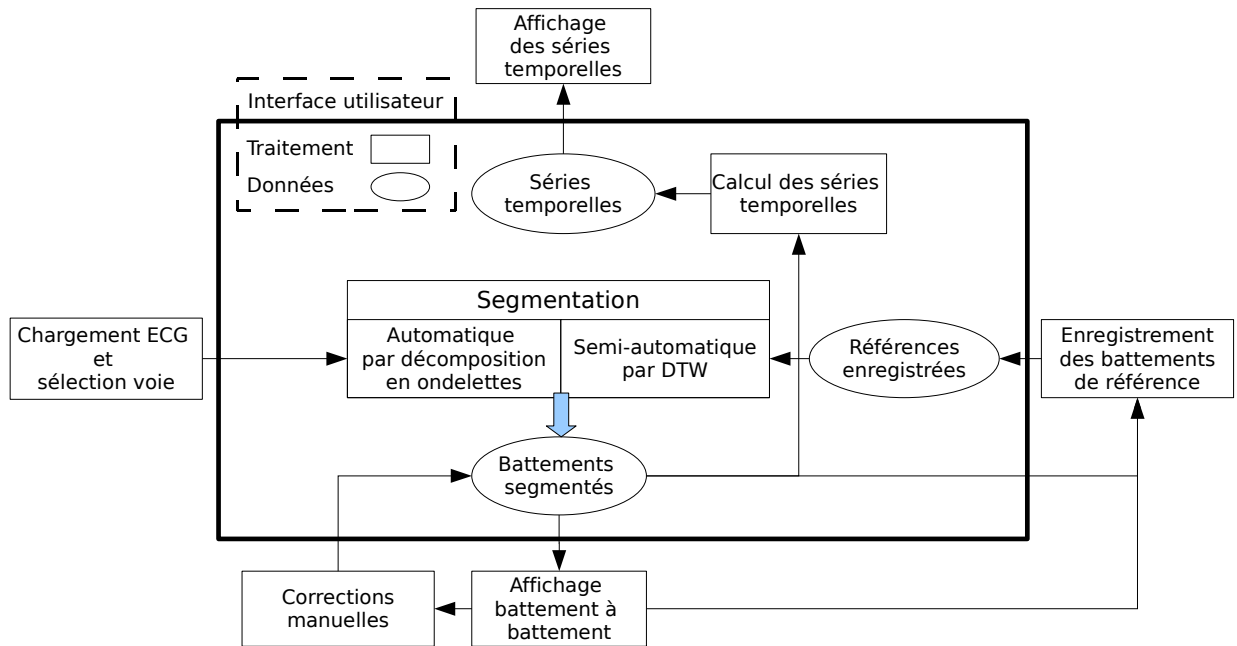 Affichage
des séries
temporelles
Interface utilisateur
Traitement
Données
Séries
temporelles
Calcul des séries
temporelles
Segmentation
Chargement ECG
et
sélection voie
Automatique
par décomposition
en ondelettes
Semi-automatique
par DTW
Références
enregistrées
Enregistrement
des battements
de référence
Battements
segmentés
Corrections
manuelles
Affichage
battement à
battement